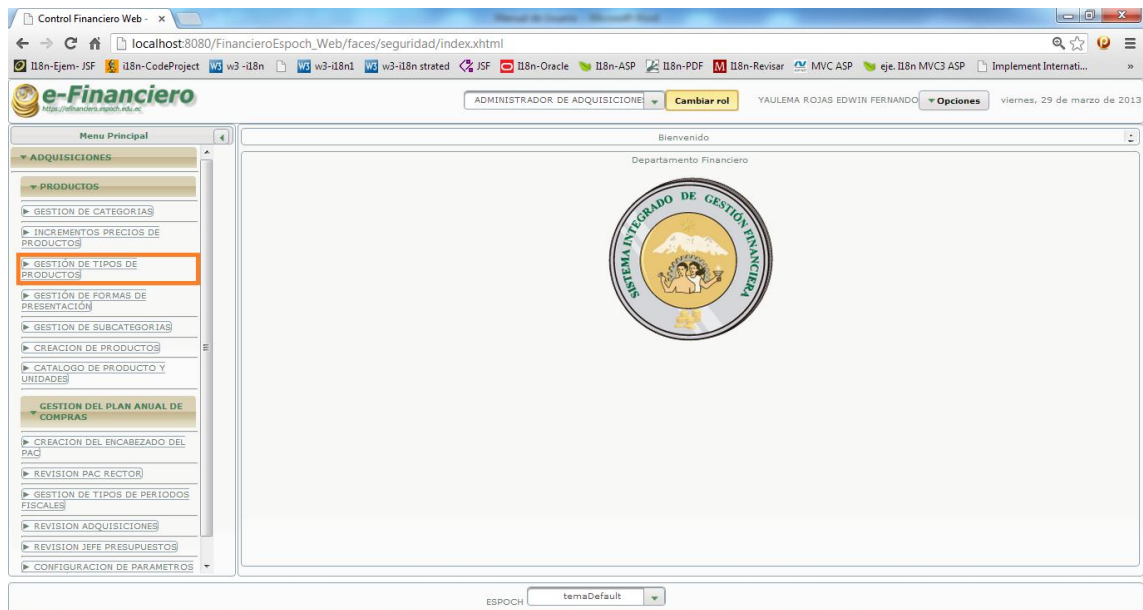 Control Financiero Web -
localhost:8080/FinancieroEspoch_Web/faces/seguridad/index.xhtml
I18n-Ejem- JSF
i18n-CodeProject
w3 -i18n
w3-i18n1
w3-i18n strated
JSF
I18n-Oracle
I18n-ASP
I18n-PDF
I18n-Revisar
MVC ASP
eje. I18n MVC3 ASP
Implement Internati...
»
e-Financiero
ADMINISTRADOR DE ADQUISICIONE
Cambiar rol
YAULEMA ROJAS EDWIN FERNANDO
Opciones
viernes, 29 de marzo de 2013
Menu Principal
Bienvenido
ADQUISICIONES
PRODUCTOS
GESTION DE CATEGORIAS
INCREMENTOS PRECIOS DE
PRODUCTOS
GESTIÓN DE TIPOS DE
PRODUCTOS
GESTIÓN DE FORMAS DE
PRESENTACIÓN
GESTION DE SUBCATEGORIAS
CREACION DE PRODUCTOS
CATALOGO DE PRODUCTO Y
UNIDADES
GESTION DEL PLAN ANUAL DE
COMPRAS
CREACION DEL ENCABEZADO DEL
PAC
REVISION PAC RECTOR
GESTION DE TIPOS DE PERIODOS
FISCALES
REVISION ADQUISICIONES
REVISION JEFE PRESUPUESTOS
CONFIGURACION DE PARAMETROS
Departamento Financiero
SISTEMA INTEGRADO DE GESTIÓN FINANCIERA
ESPOCH
temaDefault